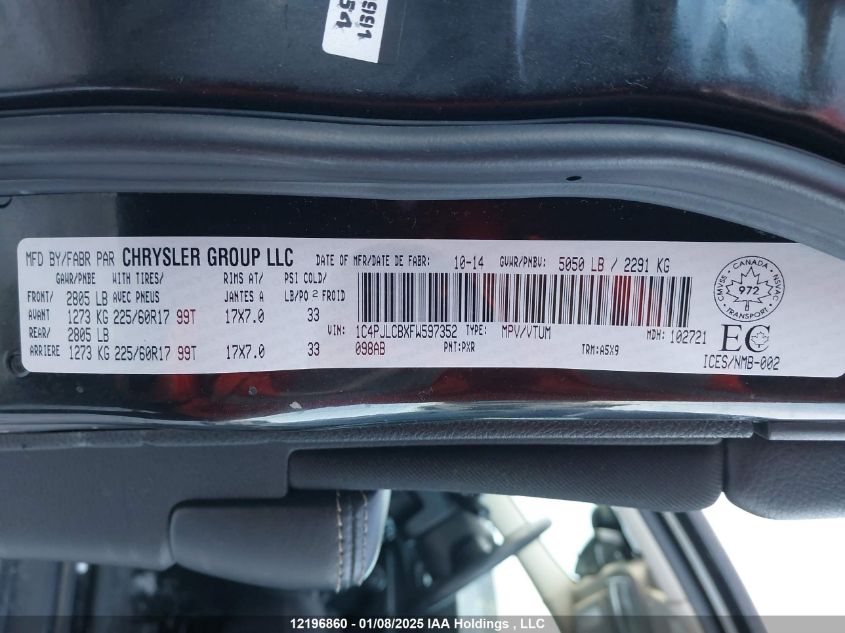 54
MFD BY/FABR PAR CHRYSLER GROUP LLC DATE OF MFR/DATE DE FABR: 10-14 GVWR/PNBV: 5050 LB / 2291 KG
GAWR/PNBE WITH TIRES/ RIMS AT/ PSI COLD/
FRONT/ 2805 LB AVEC PNEUS JANTES A LB/PO2 FROID
AVANT 1273 KG 225/60R17 99T 17X7.0 33
REAR/ 2805 LB
ARRIERE 1273 KG 225/60R17 99T 17X7.0 33
VIN: 1C4PJLCBXFW597352 TYPE: MPV/VTUM MDH: 102721
098AB PNT:PXR TRM:A5X9
CMVSS · CANADA · NSVAC
972
TRANSPORT
EC
ICES/NMB-002
12196860 - 01/08/2025 IAA Holdings , LLC